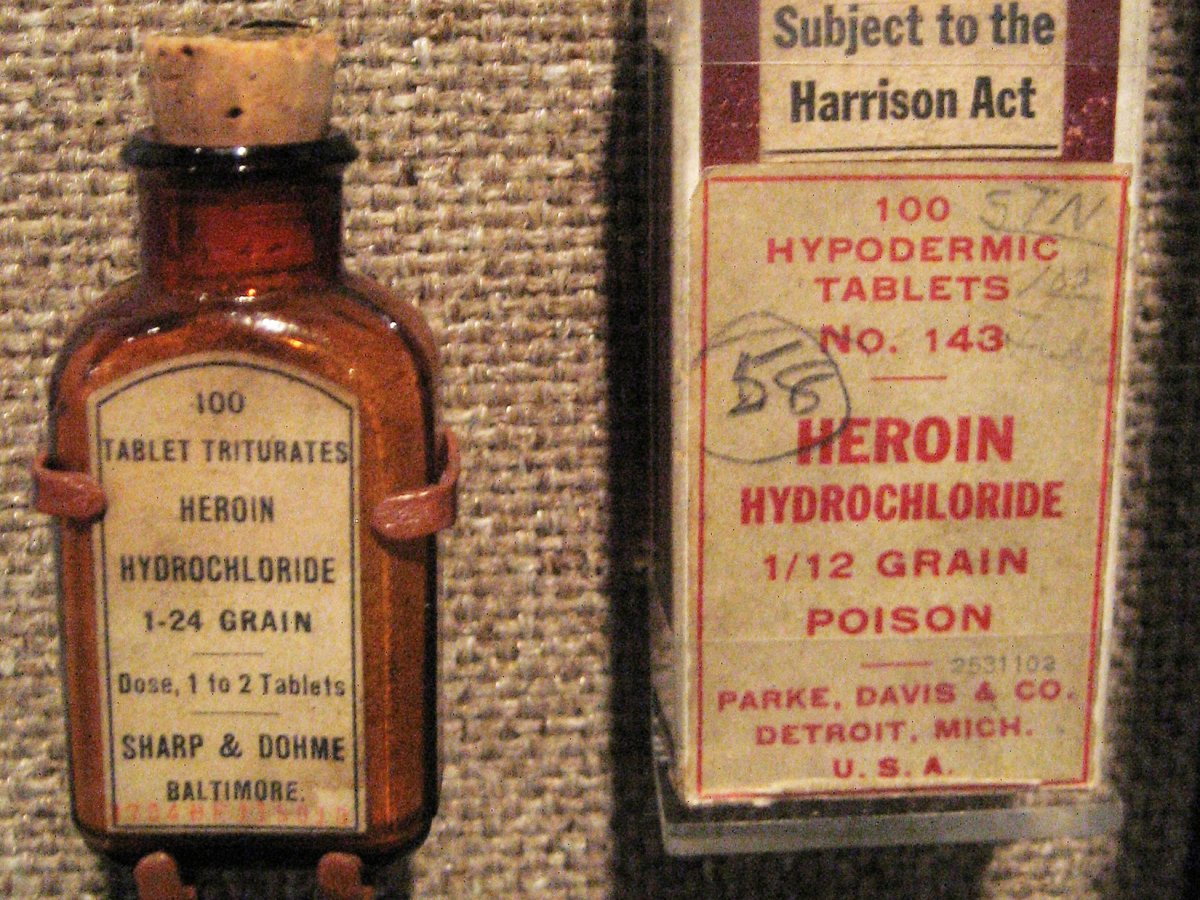 100
TABLET TRITURATES
HEROIN
HYDROCHLORIDE
1-24 GRAIN
Dose, 1 to 2 Tablets
SHARP & DOHME
BALTIMORE.
Subject to the
Harrison Act
100
STN
HYPODERMIC
TABLETS
No. 143
56
HEROIN
HYDROCHLORIDE
1/12 GRAIN
POISON
2531102
PARKE, DAVIS & CO.
DETROIT, MICH.
U. S. A.